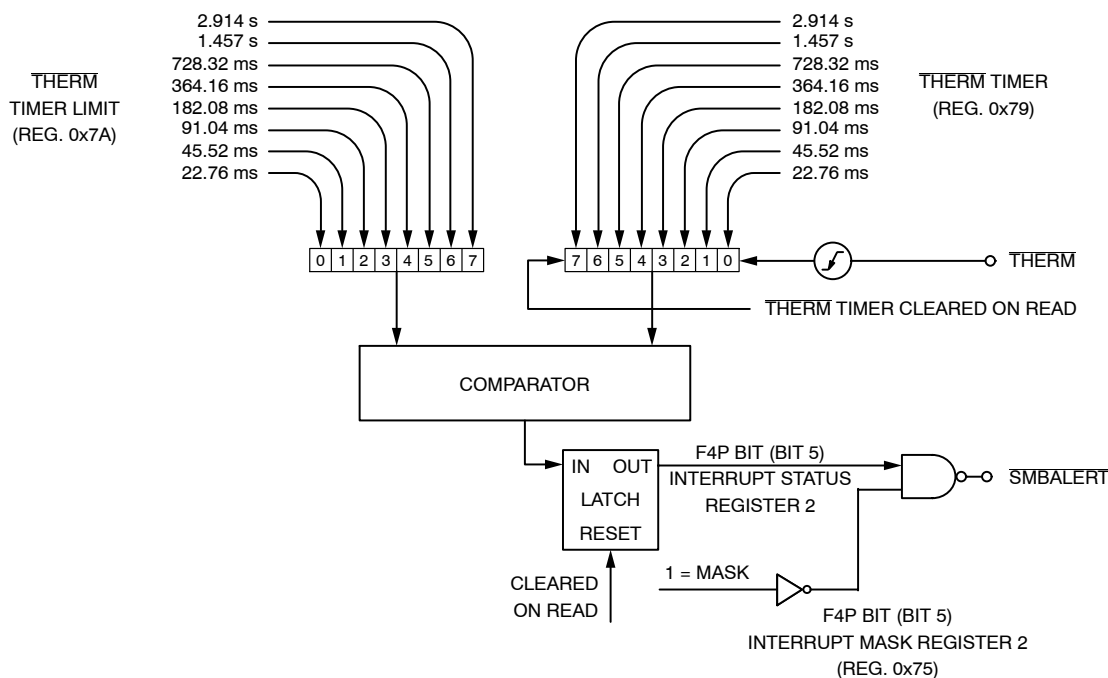 2.914 s
1.457 s
728.32 ms
364.16 ms
182.08 ms
91.04 ms
45.52 ms
22.76 ms
THERM
TIMER LIMIT
(REG. 0x7A)
2.914 s
1.457 s
728.32 ms
364.16 ms
182.08 ms
91.04 ms
45.52 ms
22.76 ms
THERM TIMER
(REG. 0x79)
0 1 2 3 4 5 6 7
7 6 5 4 3 2 1 0
THERM
THERM TIMER CLEARED ON READ
COMPARATOR
IN OUT
LATCH
RESET
F4P BIT (BIT 5)
INTERRUPT STATUS
REGISTER 2
SMBALERT
CLEARED
ON READ
1 = MASK
F4P BIT (BIT 5)
INTERRUPT MASK REGISTER 2
(REG. 0x75)